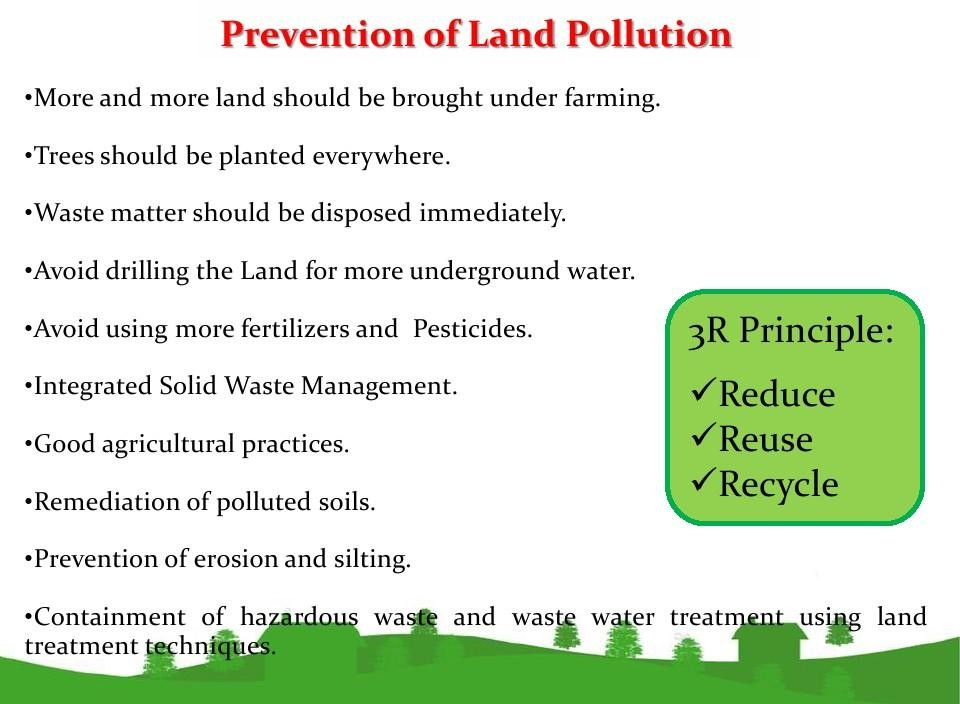 Prevention of Land Pollution
•More and more land should be brought under farming.
•Trees should be planted everywhere.
•Waste matter should be disposed immediately.
•Avoid drilling the Land for more underground water.
•Avoid using more fertilizers and  Pesticides.
•Integrated Solid Waste Management.
•Good agricultural practices.
•Remediation of polluted soils.
•Prevention of erosion and silting.
•Containment of hazardous waste and waste water treatment using land
treatment techniques.
3R Principle:
✓Reduce
✓Reuse
✓Recycle